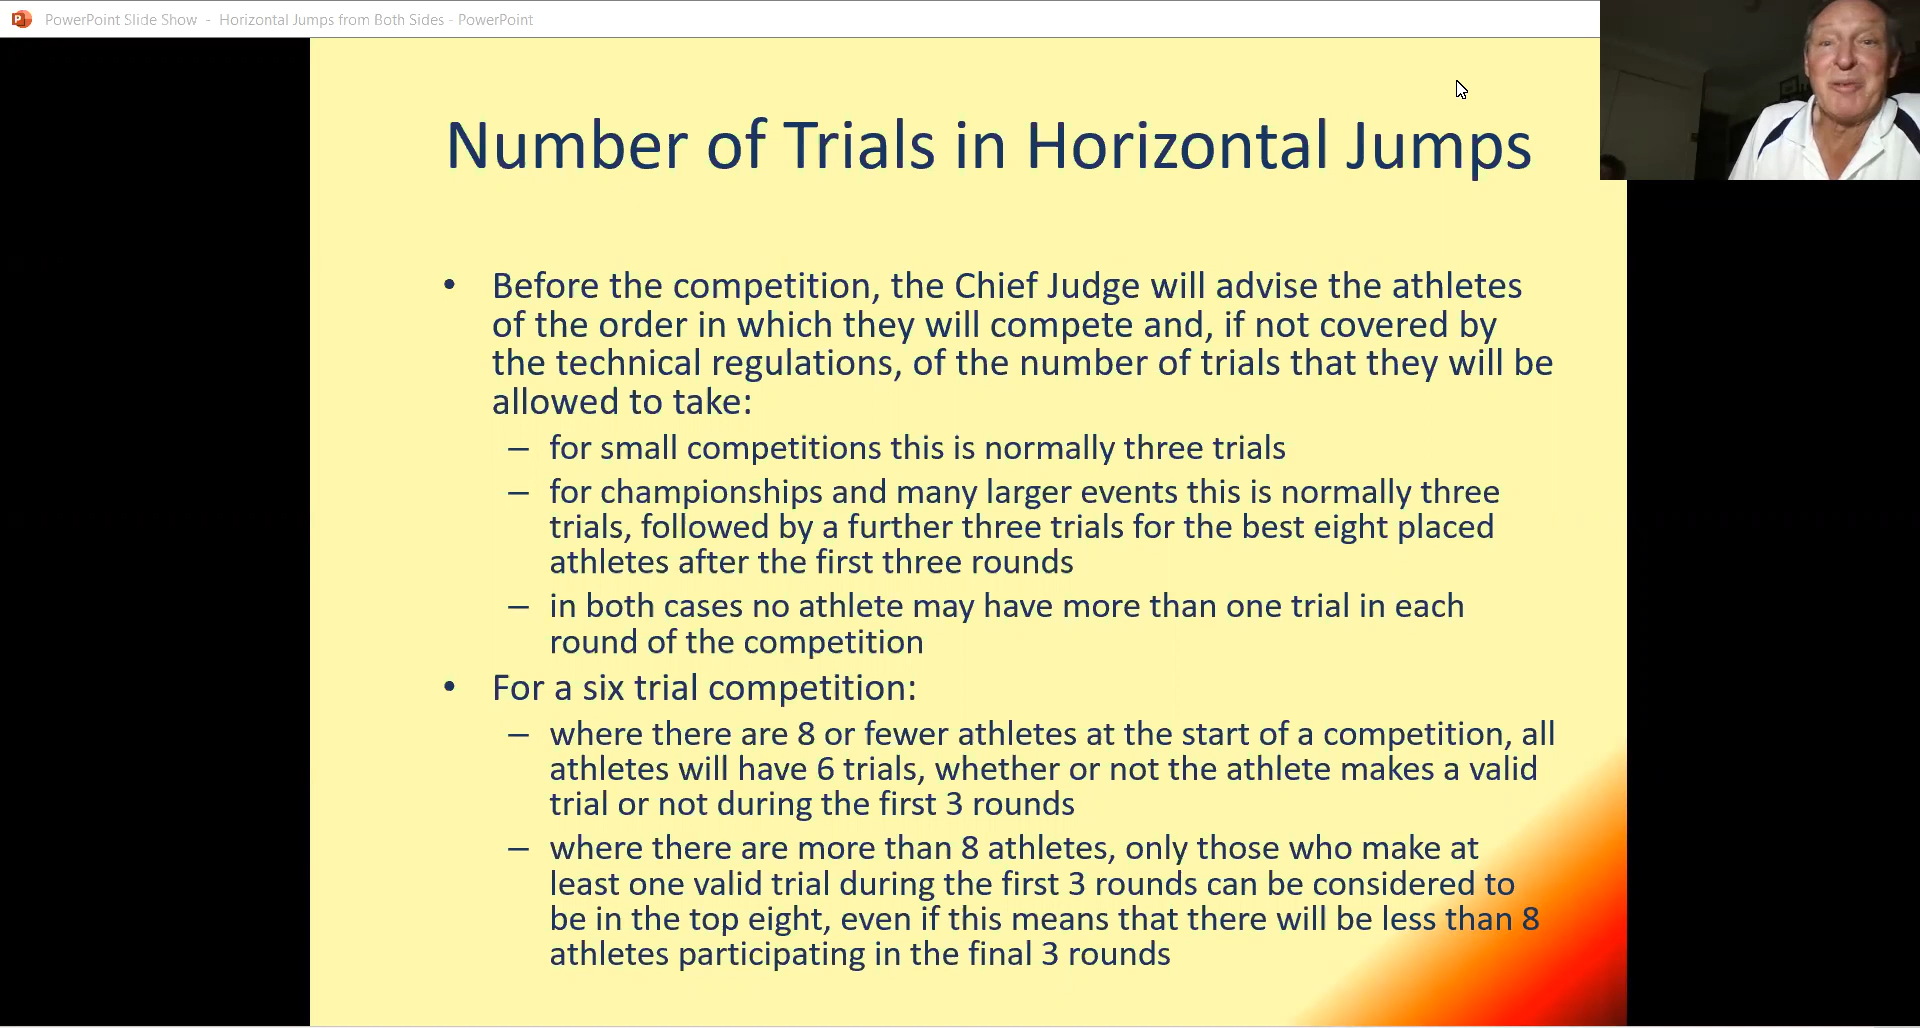 PowerPoint Slide Show - Horizontal Jumps from Both Sides - PowerPoint
Number of Trials in Horizontal Jumps
• Before the competition, the Chief Judge will advise the athletes
of the order in which they will compete and, if not covered by
the technical regulations, of the number of trials that they will be
allowed to take:
– for small competitions this is normally three trials
– for championships and many larger events this is normally three
trials, followed by a further three trials for the best eight placed
athletes after the first three rounds
– in both cases no athlete may have more than one trial in each
round of the competition
• For a six trial competition:
– where there are 8 or fewer athletes at the start of a competition, all
athletes will have 6 trials, whether or not the athlete makes a valid
trial or not during the first 3 rounds
– where there are more than 8 athletes, only those who make at
least one valid trial during the first 3 rounds can be considered to
be in the top eight, even if this means that there will be less than 8
athletes participating in the final 3 rounds